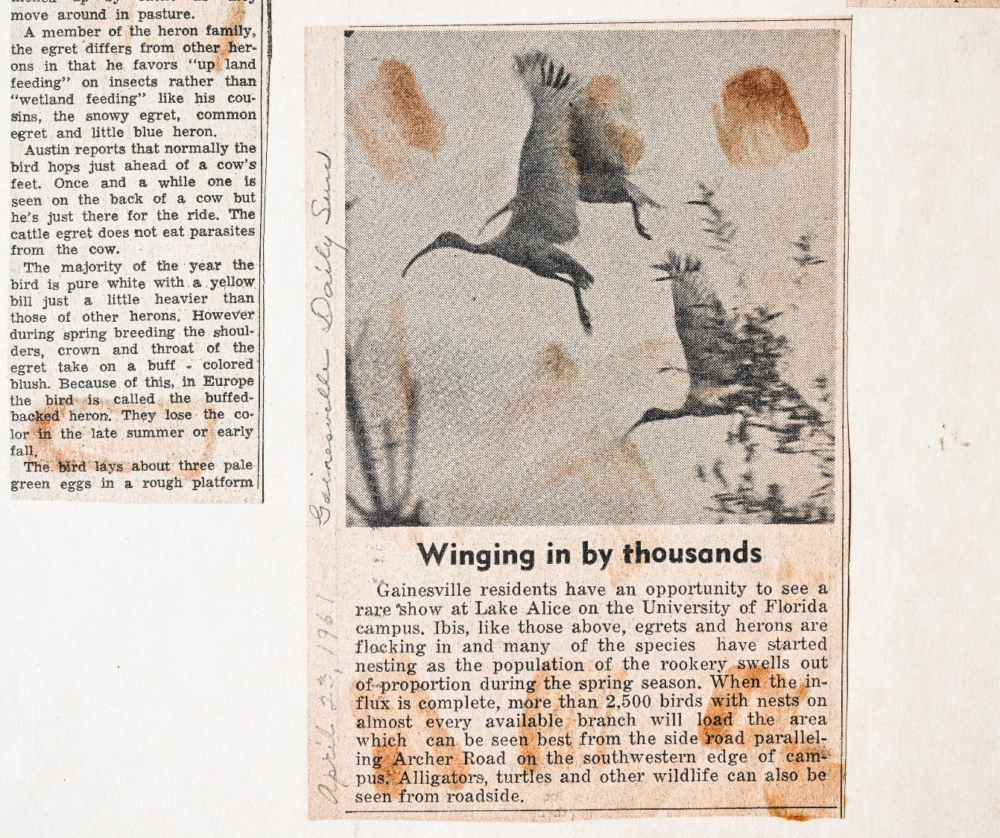 move around in pasture.
A member of the heron family,
the egret differs from other her-
ons in that he favors "up land
feeding" on insects rather than
"wetland feeding" like his cou-
sins, the snowy egret, common
egret and little blue heron.
Austin reports that normally the
bird hops just ahead of a cow's
feet. Once and a while one is
seen on the back of a cow but
he's just there for the ride. The
cattle egret does not eat parasites
from the cow.
The majority of the year the
bird is pure white with a yellow
bill just a little heavier than
those of other herons. However
during spring breeding the shoul-
ders, crown and throat of the
egret take on a buff - colored
blush. Because of this, in Europe
the bird is called the buffed-
backed heron. They lose the co-
lor in the late summer or early
fall.
The bird lays about three pale
green eggs in a rough platform
April 23, 1961 Gainesville Daily Sun
Winging in by thousands
Gainesville residents have an opportunity to see a
rare show at Lake Alice on the University of Florida
campus. Ibis, like those above, egrets and herons are
flocking in and many of the species have started
nesting as the population of the rookery swells out
of proportion during the spring season. When the in-
flux is complete, more than 2,500 birds with nests on
almost every available branch will load the area
which can be seen best from the side road parallel-
ing Archer Road on the southwestern edge of cam-
pus. Alligators, turtles and other wildlife can also be
seen from roadside.